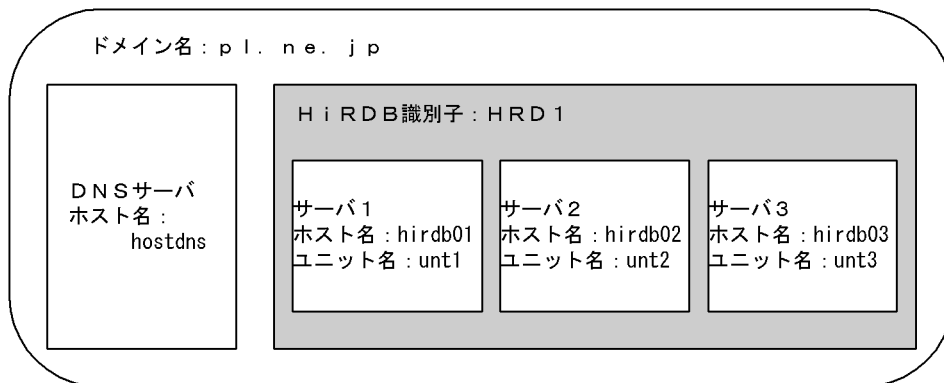 ドメイン名：ｐｌ．ｎｅ．ｊｐ
ＨｉＲＤＢ識別子：ＨＲＤ１
ＤＮＳサーバ
ホスト名：
hostdns
サーバ１
ホスト名：hirdb01
ユニット名：unt1
サーバ２
ホスト名：hirdb02
ユニット名：unt2
サーバ３
ホスト名：hirdb03
ユニット名：unt3